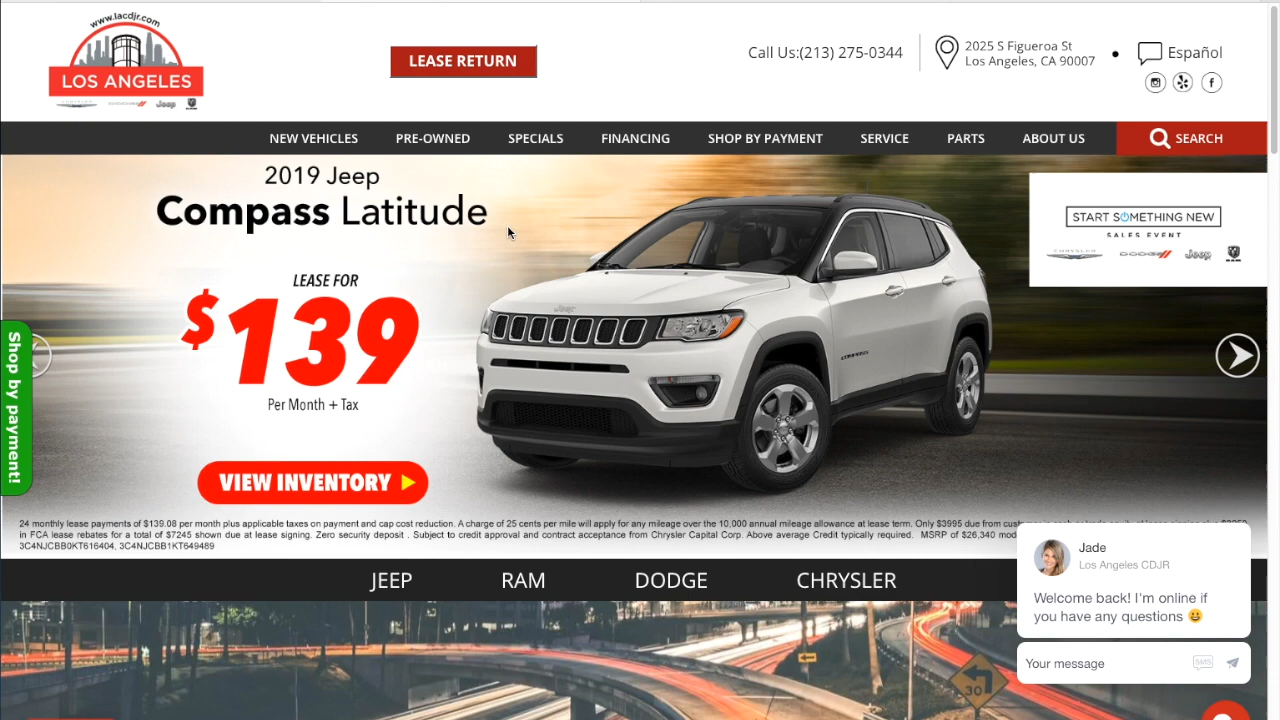 www.lacdjr.com
LOS ANGELES
Jeep
LEASE RETURN
Call Us:(213) 275-0344
2025 S Figueroa St
Los Angeles, CA 90007
Español
NEW VEHICLES
PRE-OWNED
SPECIALS
FINANCING
SHOP BY PAYMENT
SERVICE
PARTS
ABOUT US
SEARCH
2019 Jeep
Compass Latitude
LEASE FOR
$139
Per Month + Tax
VIEW INVENTORY
Shop by payment!
START SOMETHING NEW
SALES EVENT
CHRYSLER
DODGE
Jeep
RAM
Jeep
COMPASS
24 monthly lease payments of $139.08 per month plus applicable taxes on payment and cap cost reduction. A charge of 25 cents per mile will apply for any mileage over the 10,000 annual mileage allowance at lease term. Only $3995 due from
in FCA lease rebates for a total of $7245 shown due at lease signing. Zero security deposit . Subject to credit approval and contract acceptance from Chrysler Capital Corp. Above average Credit typically required. MSRP of $26,340
3C4NJCBB0KT616404, 3C4NJCBB1KT649489
JEEP
RAM
DODGE
CHRYSLER
30
Jade
Los Angeles CDJR
Welcome back! I'm online if
you have any questions 😀
Your message
SMS